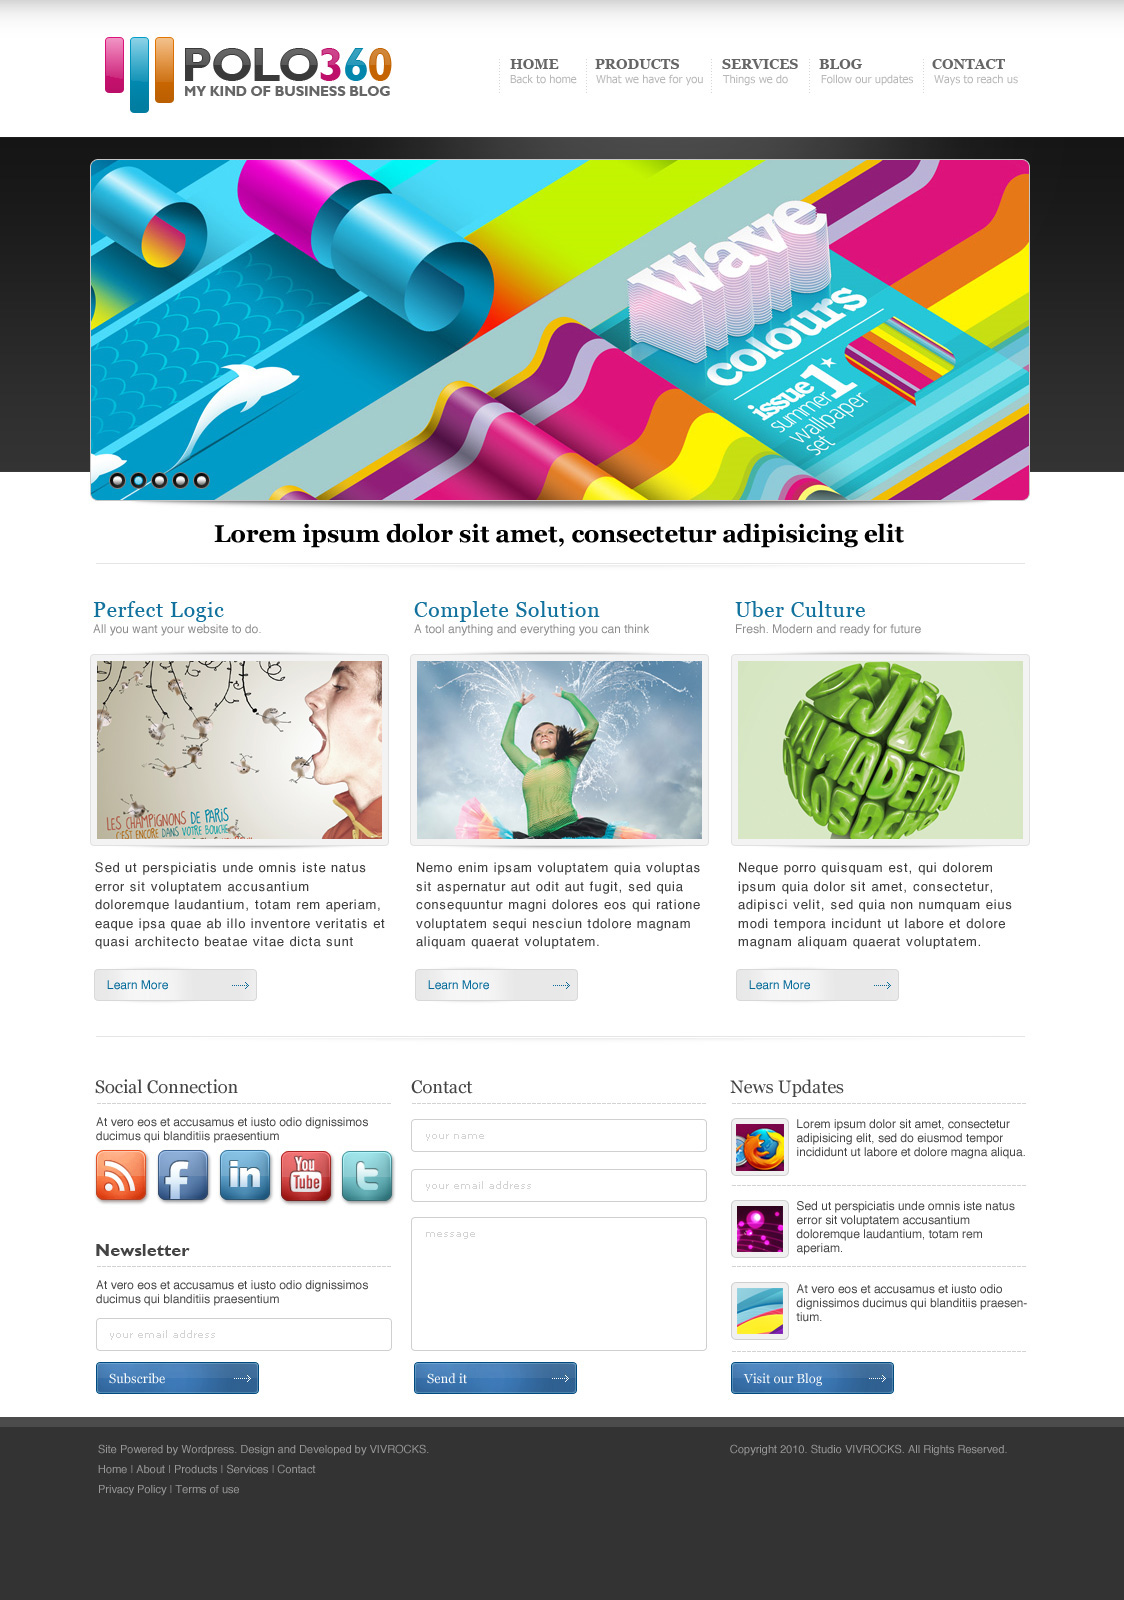 POLO360
MY KIND OF BUSINESS BLOG
HOME
Back to home
PRODUCTS
What we have for you
SERVICES
Things we do
BLOG
Follow our updates
CONTACT
Ways to reach us
Wave
colours
issue 1
summer
wallpaper
set
Lorem ipsum dolor sit amet, consectetur adipisicing elit
Perfect Logic
All you want your website to do.
LES CHAMPIGNONS DE PARIS
C'EST ENCORE DANS VOTRE BOUCHE
Sed ut perspiciatis unde omnis iste natus
error sit voluptatem accusantium
doloremque laudantium, totam rem aperiam,
eaque ipsa quae ab illo inventore veritatis et
quasi architecto beatae vitae dicta sunt
Learn More
Complete Solution
A tool anything and everything you can think
Nemo enim ipsam voluptatem quia voluptas
sit aspernatur aut odit aut fugit, sed quia
consequuntur magni dolores eos qui ratione
voluptatem sequi nesciun tdolore magnam
aliquam quaerat voluptatem.
Learn More
Uber Culture
Fresh. Modern and ready for future
Neque porro quisquam est, qui dolorem
ipsum quia dolor sit amet, consectetur,
adipisci velit, sed quia non numquam eius
modi tempora incidunt ut labore et dolore
magnam aliquam quaerat voluptatem.
Learn More
Social Connection
At vero eos et accusamus et iusto odio dignissimos
ducimus qui blanditiis praesentium
f
in
You
Tube
t
Newsletter
At vero eos et accusamus et iusto odio dignissimos
ducimus qui blanditiis praesentium
your email address
Subscribe
Contact
your name
your email address
message
Send it
News Updates
Lorem ipsum dolor sit amet, consectetur
adipisicing elit, sed do eiusmod tempor
incididunt ut labore et dolore magna aliqua.
Sed ut perspiciatis unde omnis iste natus
error sit voluptatem accusantium
doloremque laudantium, totam rem
aperiam.
At vero eos et accusamus et iusto odio
dignissimos ducimus qui blanditiis praesen-
tium.
Visit our Blog
Site Powered by Wordpress. Design and Developed by VIVROCKS.
Home | About | Products | Services | Contact
Privacy Policy | Terms of use
Copyright 2010. Studio VIVROCKS. All Rights Reserved.